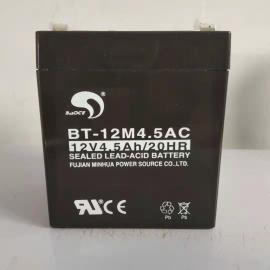 BT-12M4.5AC
12V4.5Ah/20HR
SEALED LEAD-ACID BATTERY
FUJIAN MINHUA POWER SOURCE CO.,LTD.
Pb
Pb